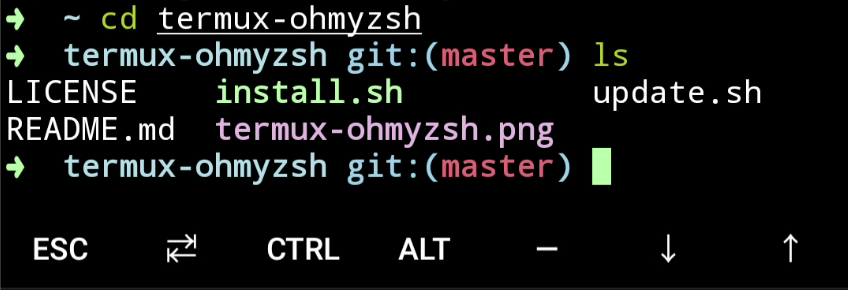 ➜  ~ cd termux-ohmyzsh
➜  termux-ohmyzsh git:(master) ls
LICENSE    install.sh         update.sh
README.md  termux-ohmyzsh.png
➜  termux-ohmyzsh git:(master)
ESC ⇄ CTRL ALT – ↓ ↑